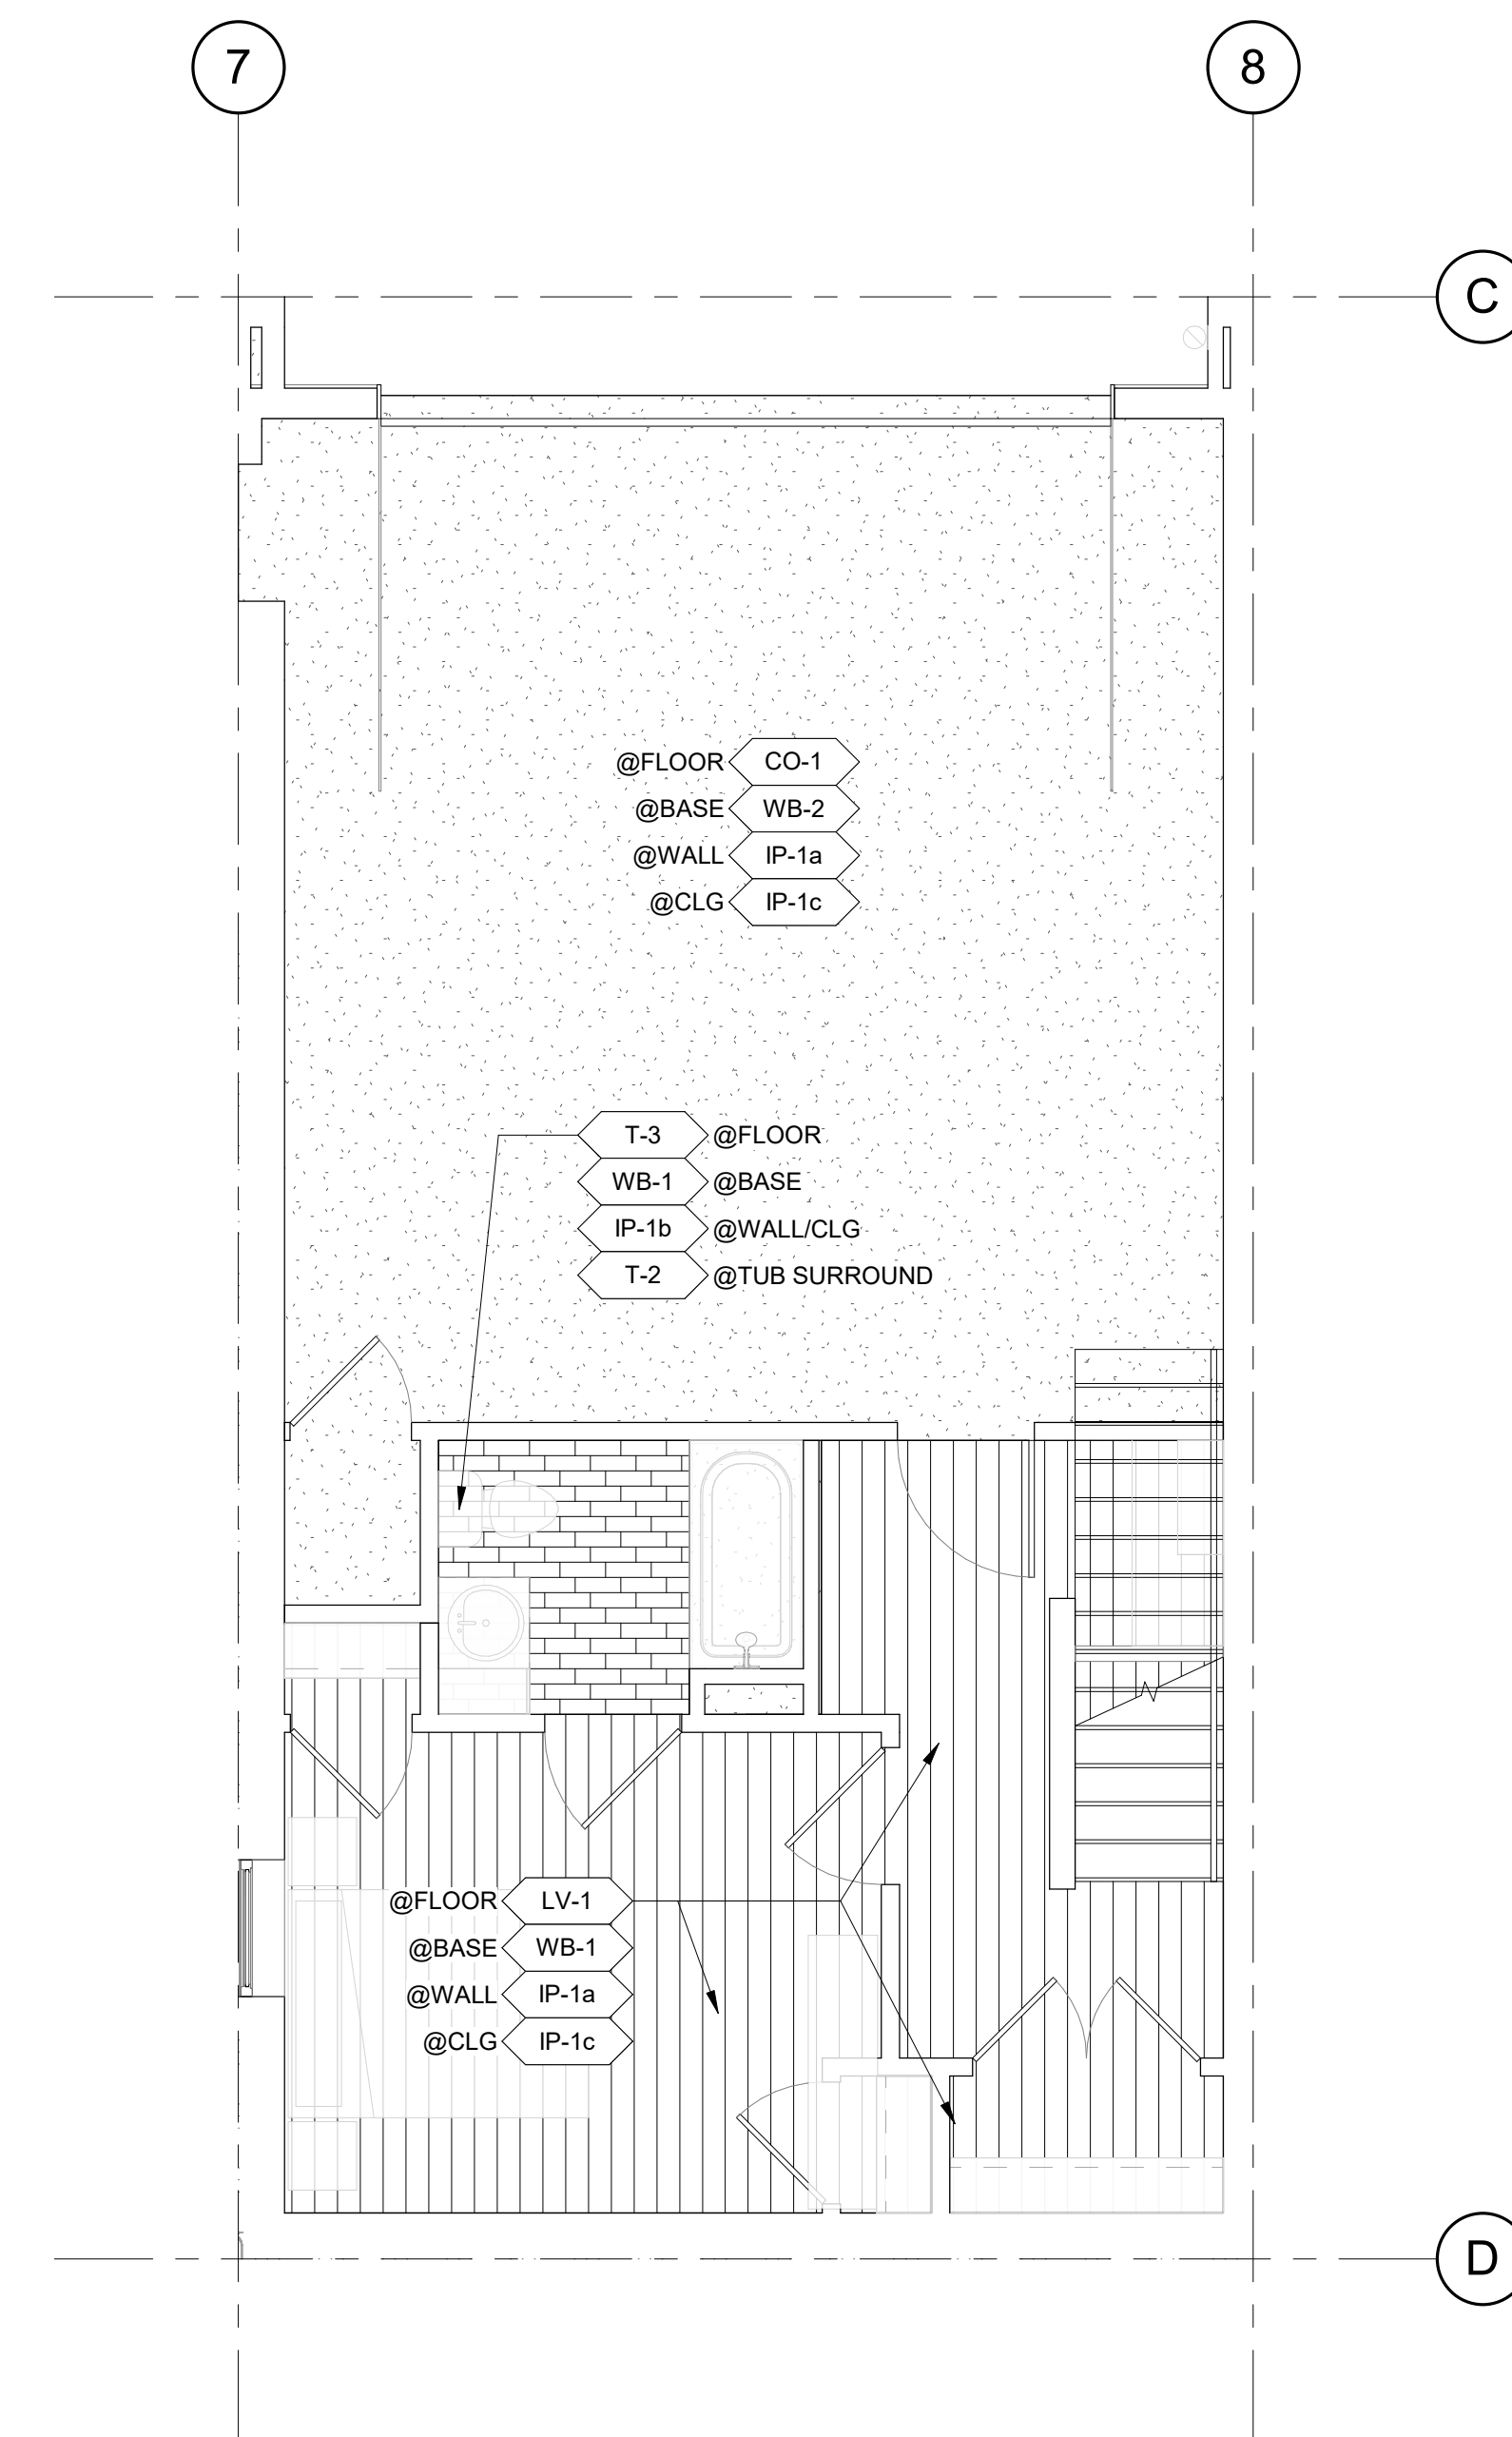 7
8
C
@FLOOR CO-1
@BASE WB-2
@WALL IP-1a
@CLG IP-1c
T-3 @FLOOR
WB-1 @BASE
IP-1b @WALL/CLG
T-2 @TUB SURROUND
@FLOOR LV-1
@BASE WB-1
@WALL IP-1a
@CLG IP-1c
D